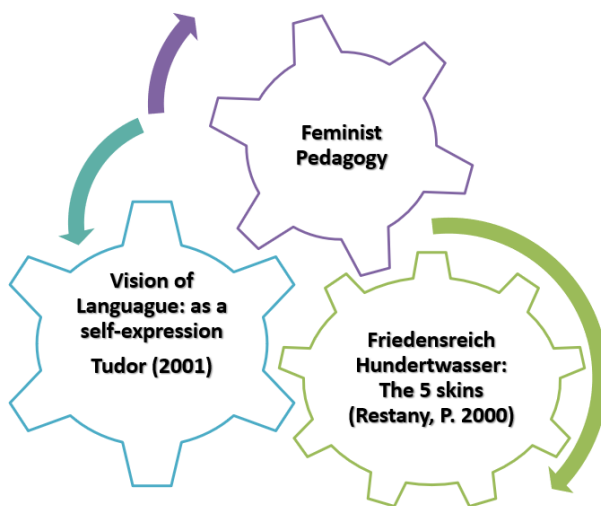 Feminist
Pedagogy
Vision of
Languague: as a
self-expression
Tudor (2001)
Friedensreich
Hundertwasser:
The 5 skins
(Restany, P. 2000)